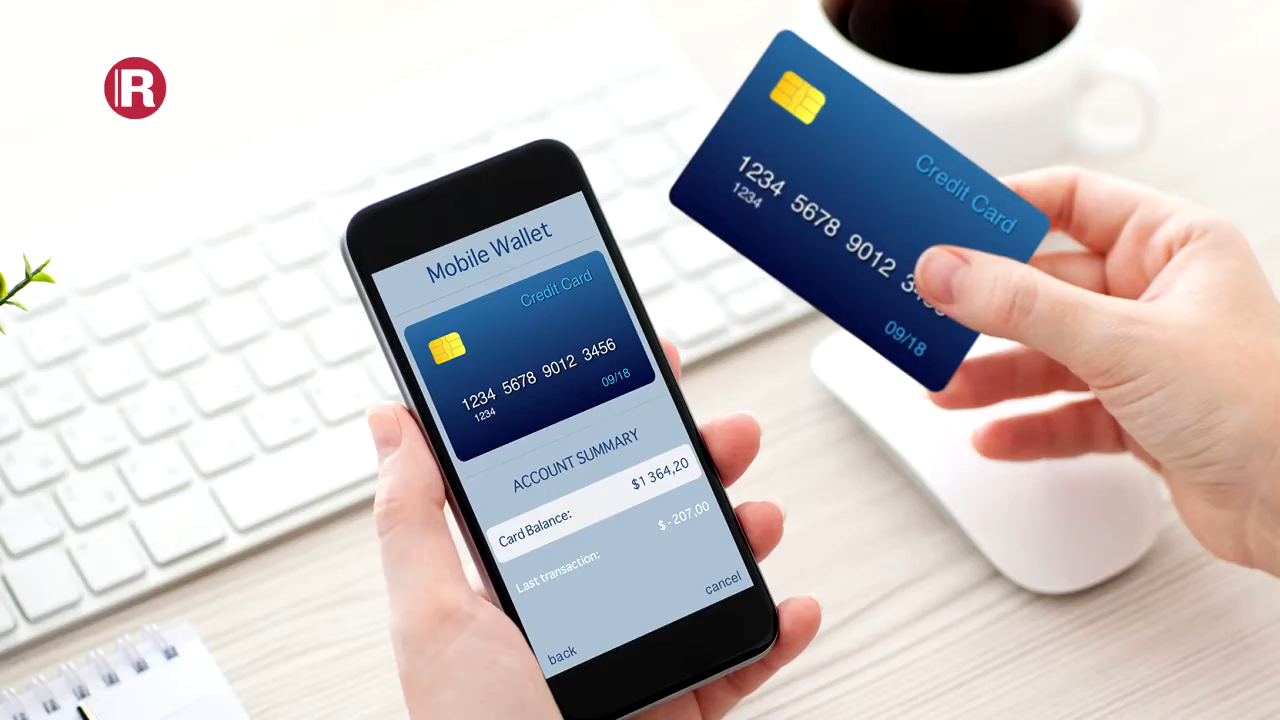 R
Mobile Wallet
Credit Card
1234 5678 9012 3456
1234
09/18
ACCOUNT SUMMARY
Card Balance: $1 364,20
Last transaction: $ -207,00
cancel
back
Credit Card
1234 5678 9012 3456
1234
09/18